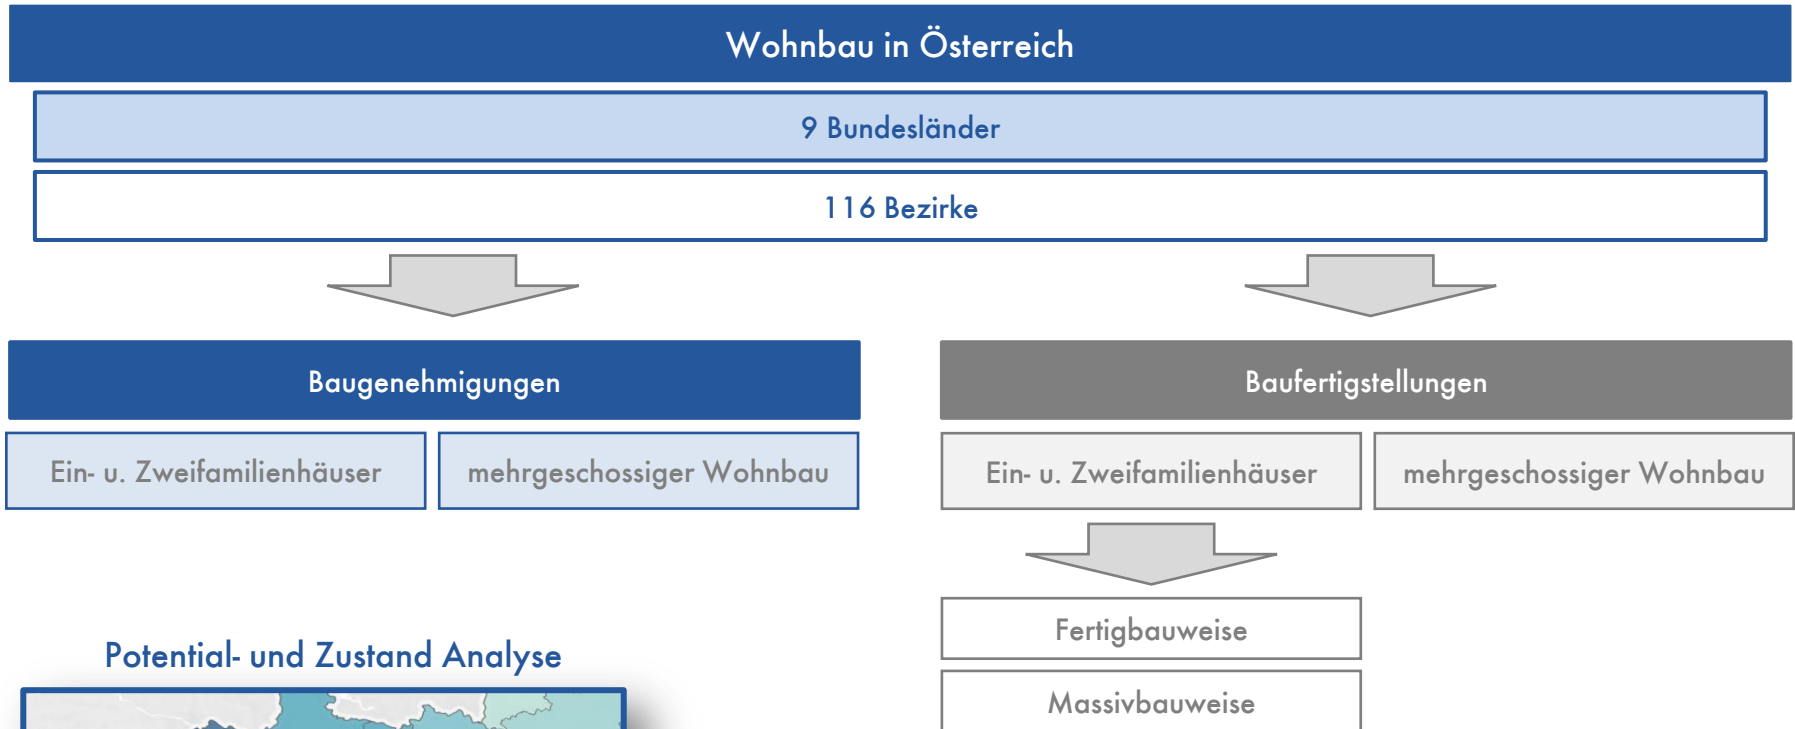 Wohnbau in Österreich
9 Bundesländer
116 Bezirke
Baugenehmigungen
Baufertigstellungen
Ein- u. Zweifamilienhäuser
mehrgeschossiger Wohnbau
Ein- u. Zweifamilienhäuser
mehrgeschossiger Wohnbau
Fertigbauweise
Massivbauweise
Potential- und Zustand Analyse